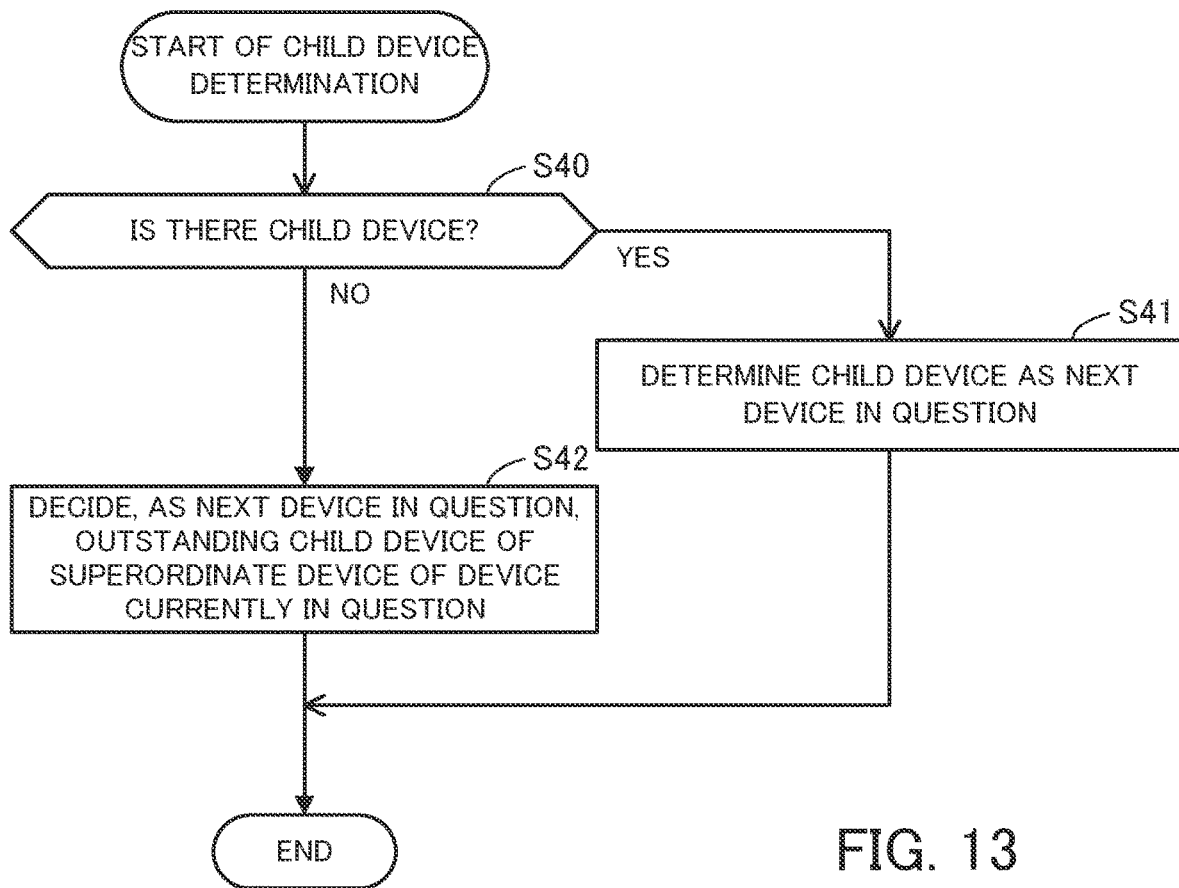 START OF CHILD DEVICE
DETERMINATION
S40
IS THERE CHILD DEVICE?
YES
NO
S41
DETERMINE CHILD DEVICE AS NEXT
DEVICE IN QUESTION
S42
DECIDE, AS NEXT DEVICE IN QUESTION,
OUTSTANDING CHILD DEVICE OF
SUPERORDINATE DEVICE OF DEVICE
CURRENTLY IN QUESTION
END
FIG. 13